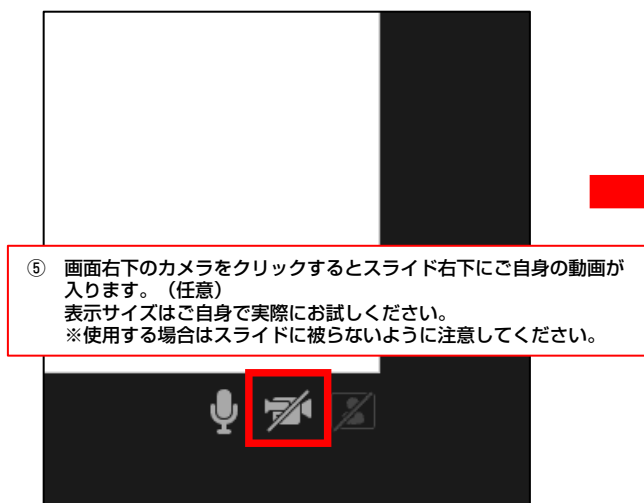 ⑤ 画面右下のカメラをクリックするとスライド右下にご自身の動画が
入ります。（任意）
表示サイズはご自身で実際にお試しください。
※使用する場合はスライドに被らないように注意してください。